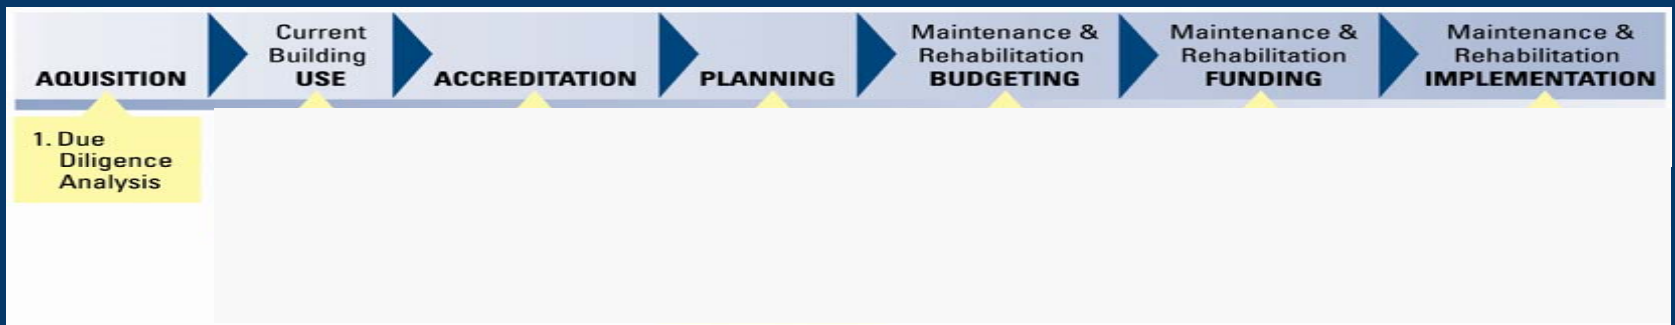 AQUISITION
Current
Building
USE
ACCREDITATION
PLANNING
Maintenance &
Rehabilitation
BUDGETING
Maintenance &
Rehabilitation
FUNDING
Maintenance &
Rehabilitation
IMPLEMENTATION
1. Due
Diligence
Analysis